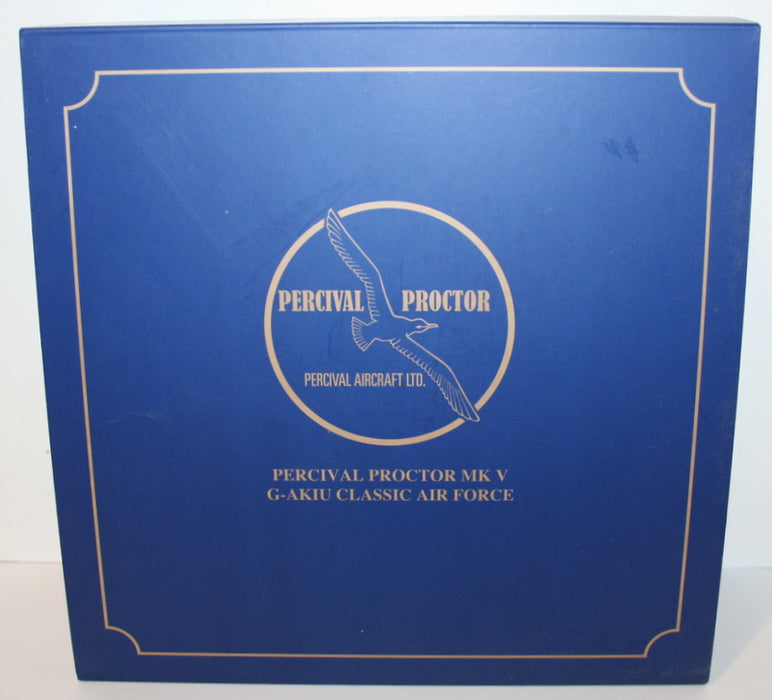 PERCIVAL PROCTOR
PERCIVAL AIRCRAFT LTD.
PERCIVAL PROCTOR MK V
G-AKIU CLASSIC AIR FORCE